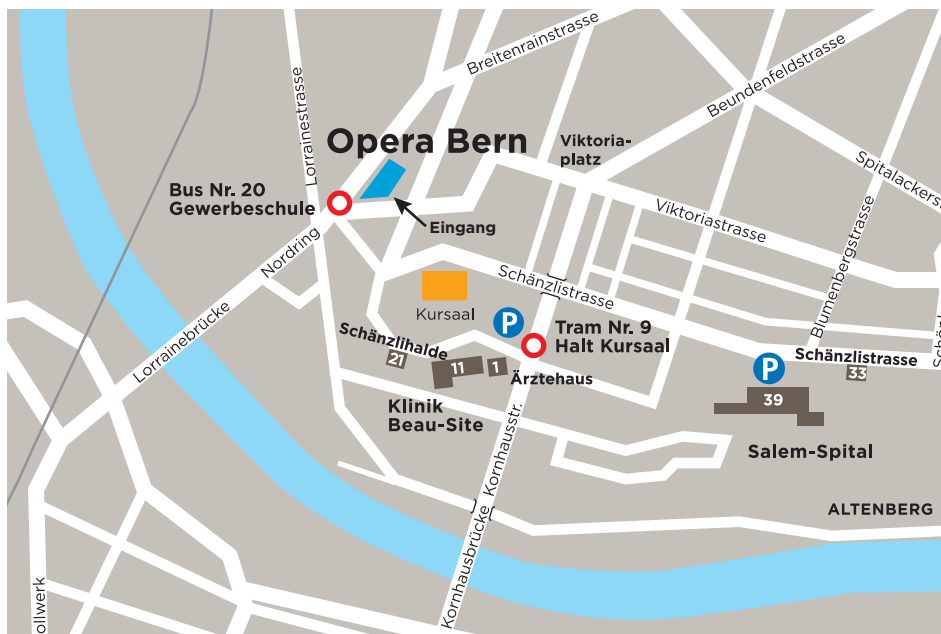 Breitenrainstrasse
Lorrainestrasse
Beundenfeldstrasse
Opera Bern
Viktoria-
platz
Bus Nr. 20
Gewerbeschule
Eingang
Nordring
Viktoriastrasse
Blumenbergstrasse
Schänzlistrasse
Kursaal
P
Tram Nr. 9
Halt Kursaal
Lorrainebrücke
Schänzlihalde
21
11
1
Ärztehaus
P
Schänzlistrasse
33
39
Klinik
Beau-Site
Kornhausstr.
Salem-Spital
ALTENBERG
Kornhausbrücke